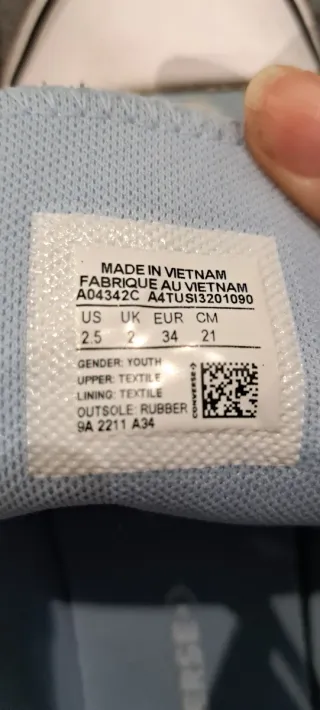 MADE IN VIETNAM
FABRIQUE AU VIETNAM
A04342C A4TUSI3201090
US UK EUR CM
2.5 2 34 21
GENDER: YOUTH
UPPER: TEXTILE
LINING: TEXTILE
OUTSOLE: RUBBER
9A 2211 A34
CONVERSE